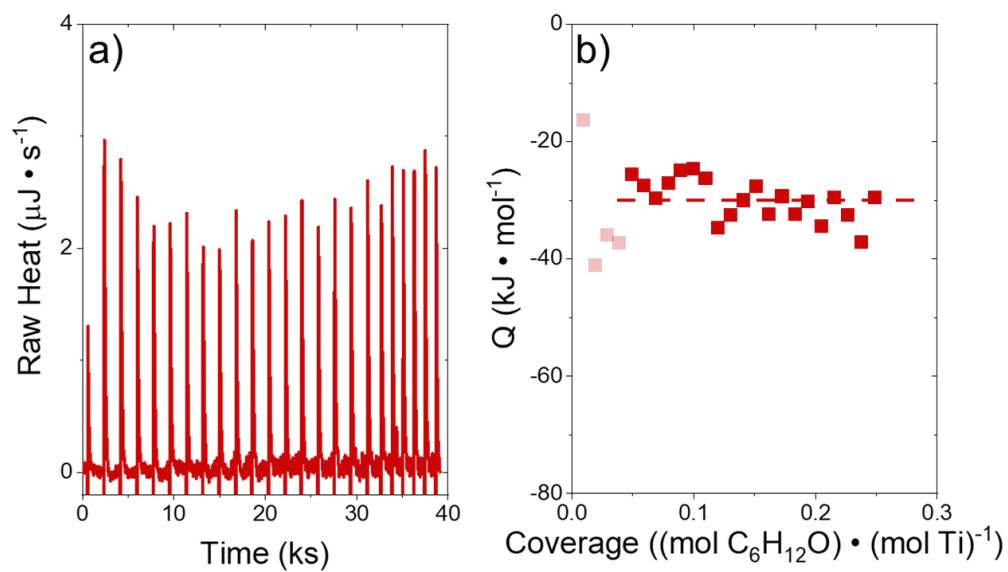 a)
4
2
0
Raw Heat (μJ • s⁻¹)
0 10 20 30 40
Time (ks)
b)
-0
-20
-40
-60
-80
Q (kJ • mol⁻¹)
0.0 0.1 0.2 0.3
Coverage ((mol C₆H₁₂O) • (mol Ti)⁻¹)